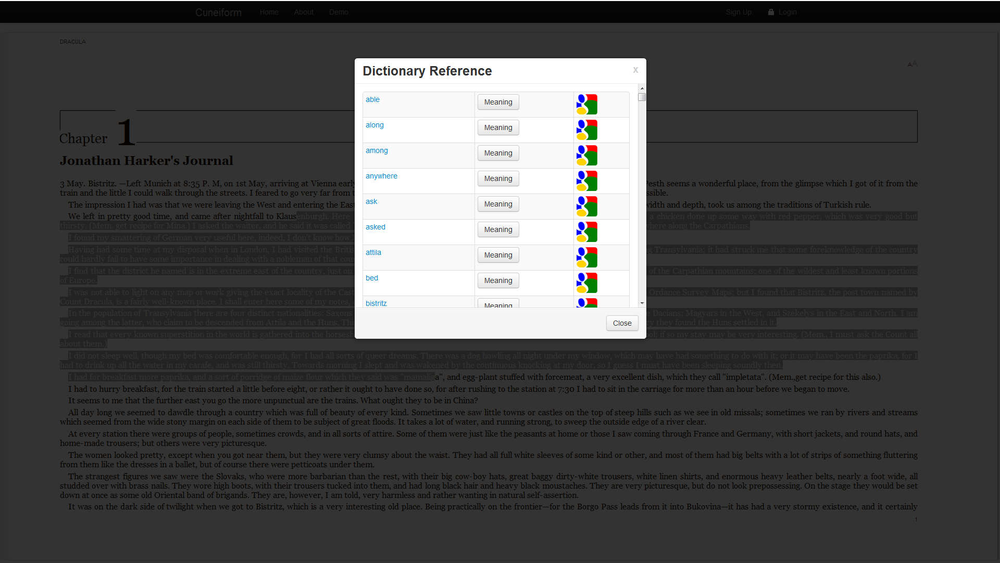 Cuneiform Home About Demo Sign Up Login
DRACULA
AA
Dictionary Reference x
able Meaning
along Meaning
among Meaning
anywhere Meaning
ask Meaning
asked Meaning
attila Meaning
bed Meaning
bistritz Meaning
Close
Chapter 1
Jonathan Harker's Journal
3 May. Bistritz. —Left Munich at 8:35 P. M, on 1st May, arriving at Vienna early Pesth seems a wonderful place, from the glimpse which I got of it from the
train and the little I could walk through the streets. I feared to go very far from ssible.
The impression I had was that we were leaving the West and entering the East width and depth, took us among the traditions of Turkish rule.
We left in pretty good time, and came after nightfall to Klausenburgh. Here a chicken done up some way with red pepper, which was very good but
thirsty. (Mem. get recipe for Mina.) I asked the waiter, and he said it was called where along the Carpathians.
I found my smattering of German very useful here, indeed, I don't know how
Having had some time at my disposal when in London, I had visited the Britis g Transylvania; it had struck me that some foreknowledge of the country
could hardly fail to have some importance in dealing with a nobleman of that coun
I find that the district he named is in the extreme east of the country, just on of the Carpathian mountains; one of the wildest and least known portions
of Europe.
I was not able to light on any map or work giving the exact locality of the Cast Ordance Survey Maps; but I found that Bistritz, the post town named by
Count Dracula, is a fairly well-known place. I shall enter here some of my notes,
In the population of Transylvania there are four distinct nationalities: Saxons e Dacians; Magyars in the West, and Szekelys in the East and North. I am
going among the latter, who claim to be descended from Attila and the Huns. Thi ry they found the Huns settled in it.
I read that every known superstition in the world is gathered into the horsesh ol; if so my stay may be very interesting. (Mem., I must ask the Count all
about them.)
I did not sleep well, though my bed was comfortable enough, for I had all sorts of queer dreams. There was a dog howling all night under my window, which may have had something to do with it; or it may have been the paprika, for I
had to drink up all the water in my carafe, and was still thirsty. Towards morning I slept and was wakened by the continuous knocking at my door, so I guess I must have been sleeping soundly then.
I had for breakfast more paprika, and a sort of porridge of maize flour which they said was "mamaliga", and egg-plant stuffed with forcemeat, a very excellent dish, which they call "impletata". (Mem.,get recipe for this also.)
I had to hurry breakfast, for the train started a little before eight, or rather it ought to have done so, for after rushing to the station at 7:30 I had to sit in the carriage for more than an hour before we began to move.
It seems to me that the further east you go the more unpunctual are the trains. What ought they to be in China?
All day long we seemed to dawdle through a country which was full of beauty of every kind. Sometimes we saw little towns or castles on the top of steep hills such as we see in old missals; sometimes we ran by rivers and streams
which seemed from the wide stony margin on each side of them to be subject of great floods. It takes a lot of water, and running strong, to sweep the outside edge of a river clear.
At every station there were groups of people, sometimes crowds, and in all sorts of attire. Some of them were just like the peasants at home or those I saw coming through France and Germany, with short jackets, and round hats, and
home-made trousers; but others were very picturesque.
The women looked pretty, except when you got near them, but they were very clumsy about the waist. They had all full white sleeves of some kind or other, and most of them had big belts with a lot of strips of something fluttering
from them like the dresses in a ballet, but of course there were petticoats under them.
The strangest figures we saw were the Slovaks, who were more barbarian than the rest, with their big cow-boy hats, great baggy dirty-white trousers, white linen shirts, and enormous heavy leather belts, nearly a foot wide, all
studded over with brass nails. They wore high boots, with their trousers tucked into them, and had long black hair and heavy black moustaches. They are very picturesque, but do not look prepossessing. On the stage they would be set
down at once as some old Oriental band of brigands. They are, however, I am told, very harmless and rather wanting in natural self-assertion.
It was on the dark side of twilight when we got to Bistritz, which is a very interesting old place. Being practically on the frontier—for the Borgo Pass leads from it into Bukovina—it has had a very stormy existence, and it certainly
1